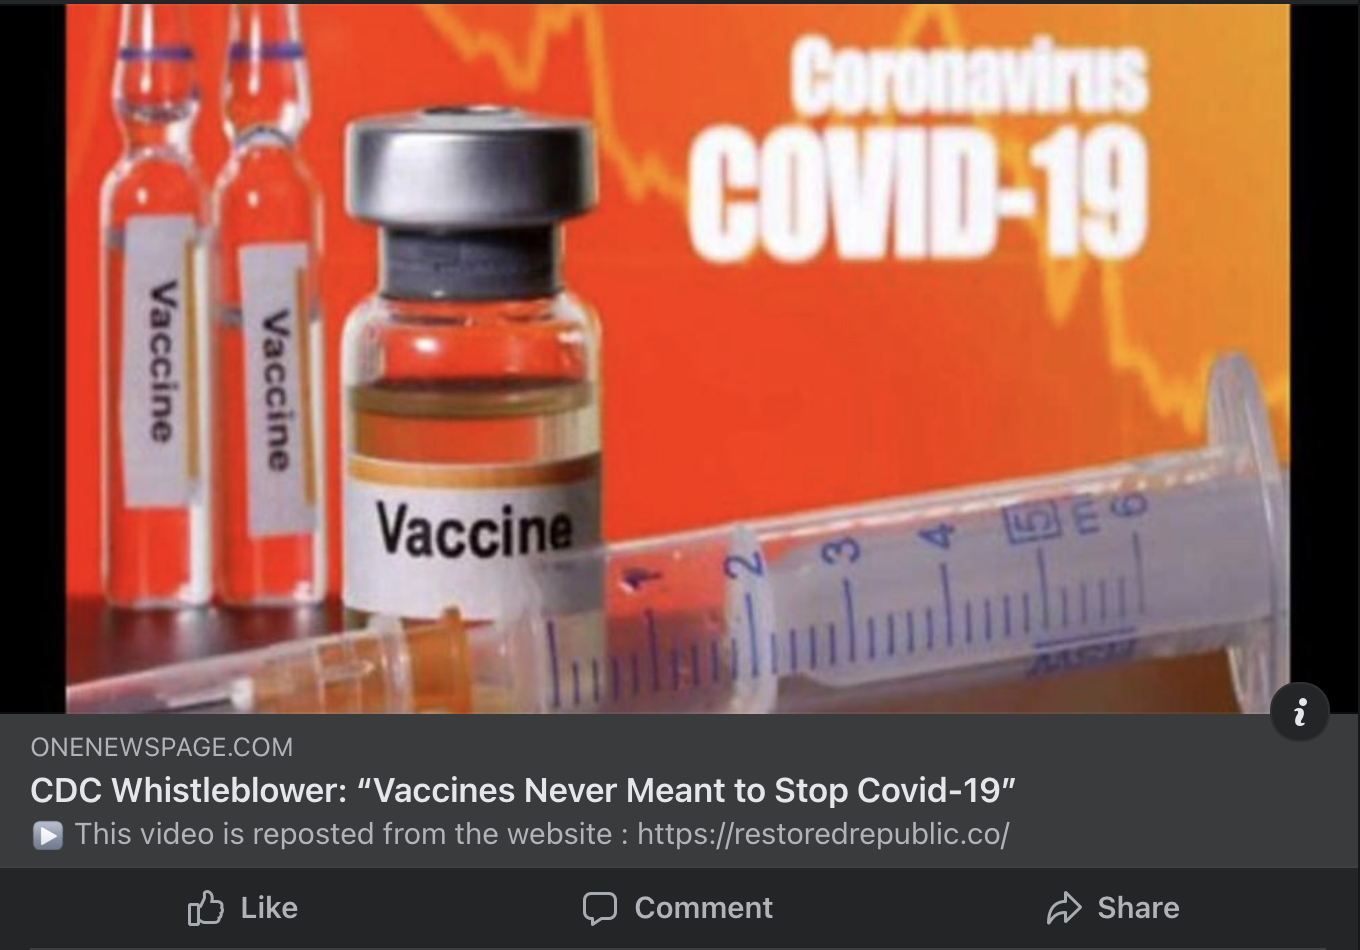 Coronavirus
COVID-19
Vaccine
Vaccine
Vaccine
1
2
3
4
5 m 6
ONENEWSPAGE.COM
CDC Whistleblower: “Vaccines Never Meant to Stop Covid-19”
This video is reposted from the website : https://restoredrepublic.co/
Like
Comment
Share